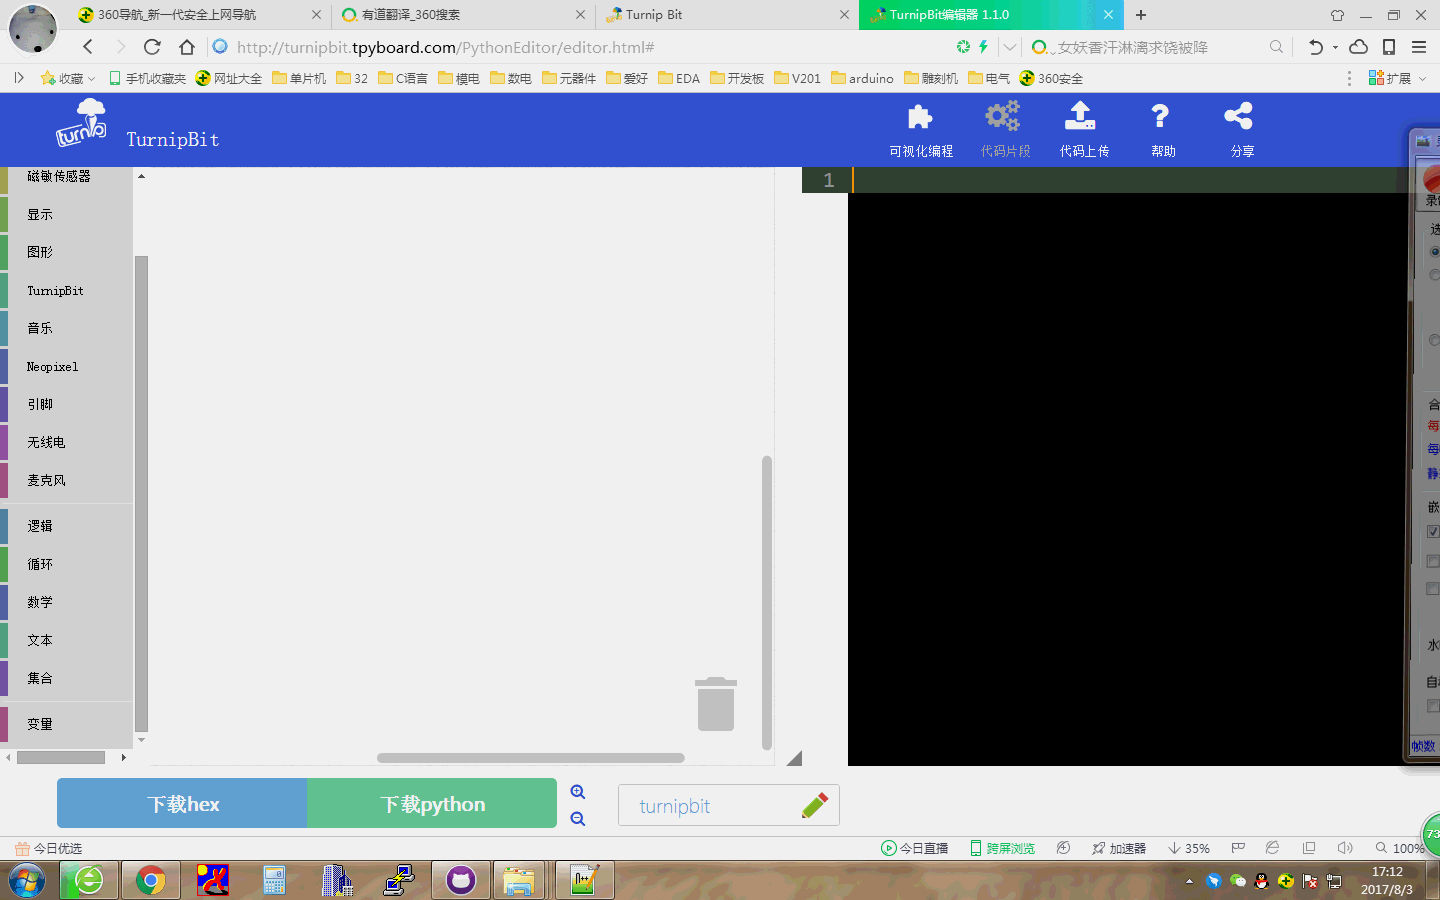 360导航_新一代安全上网导航
有道翻译_360搜索
Turnip Bit
TurnipBit编辑器 1.1.0
http://turnipbit.tpyboard.com/PythonEditor/editor.html#
女妖香汗淋漓求饶被降
收藏
手机收藏夹
网址大全
单片机
32
C语言
模电
数电
元器件
爱好
EDA
开发板
V201
arduino
雕刻机
电气
360安全
扩展
turnip
TurnipBit
可视化编程
代码片段
代码上传
帮助
分享
磁敏传感器
显示
图形
TurnipBit
音乐
Neopixel
引脚
无线电
麦克风
逻辑
循环
数学
文本
集合
变量
1
帧数
下载hex
下载python
turnipbit
73
今日优选
今日直播
跨屏浏览
加速器
35%
100%
17:12
2017/8/3